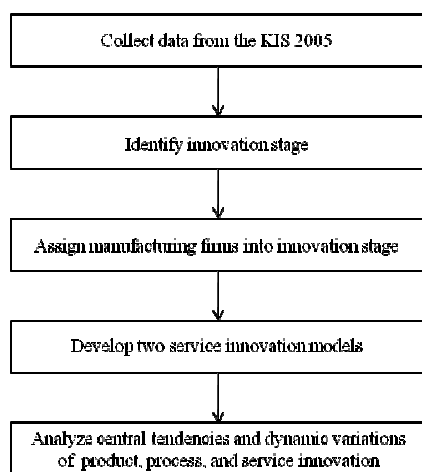 Collect data from the KIS 2005
Identify innovation stage
Assign manufacturing firms into innovation stage
Develop two service innovation models
Analyze central tendencies and dynamic variations
of product, process, and service innovation